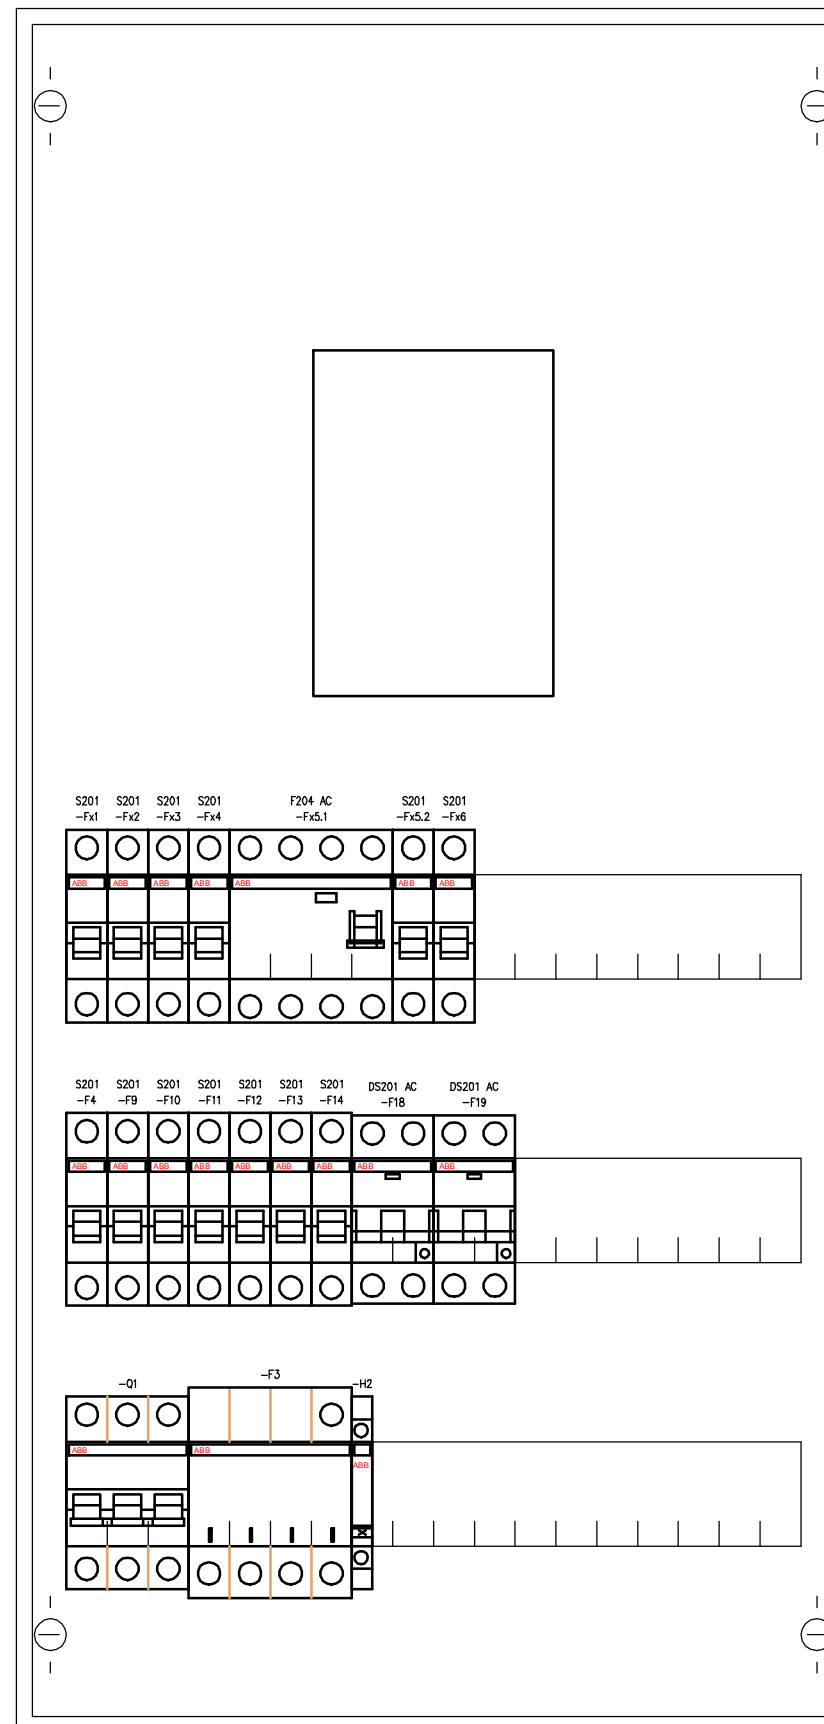 S201 S201 S201 S201 F204 AC S201 S201
-Fx1 -Fx2 -Fx3 -Fx4 -Fx5.1 -Fx5.2 -Fx6
ABB ABB ABB ABB ABB ABB ABB
S201 S201 S201 S201 S201 S201 S201 DS201 AC DS201 AC
-F4 -F9 -F10 -F11 -F12 -F13 -F14 -F18 -F19
ABB ABB ABB ABB ABB ABB ABB ABB ABB
-Q1 -F3 -H2
ABB ABB
ABB